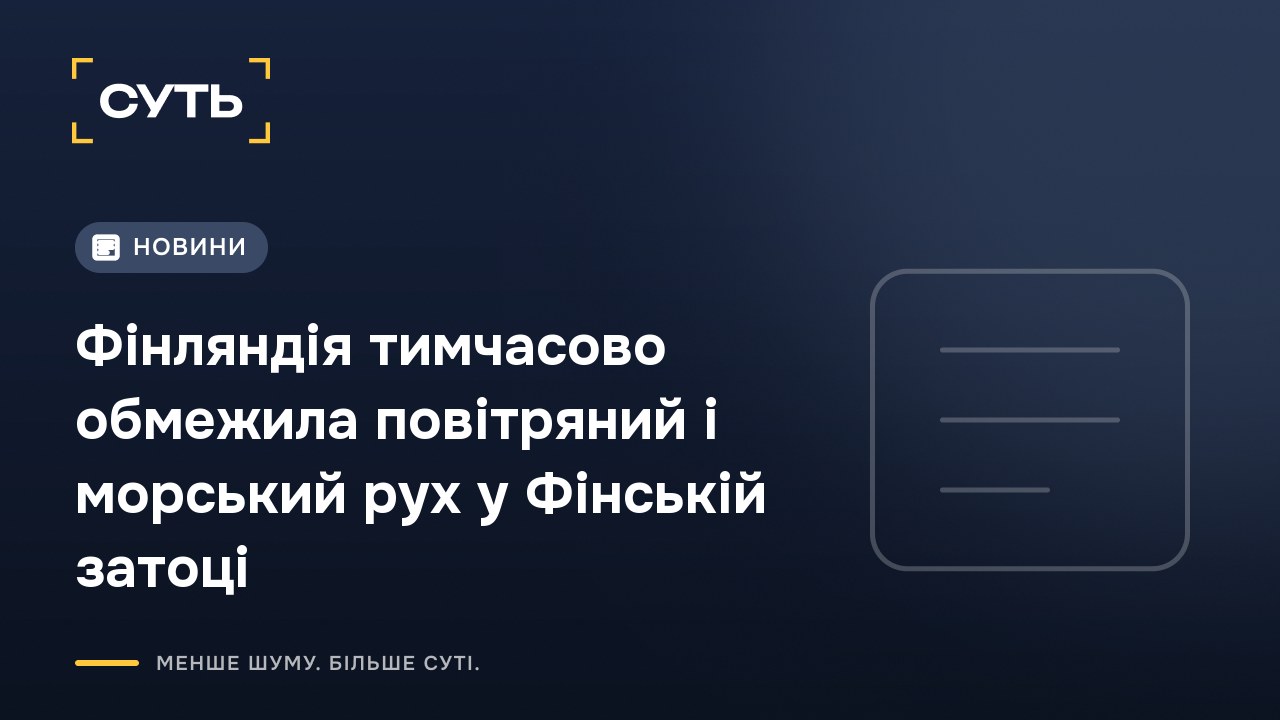 СУТЬ
НОВИНИ
Фінляндія тимчасово
обмежила повітряний і
морський рух у Фінській
затоці
МЕНШЕ ШУМУ. БІЛЬШЕ СУТІ.